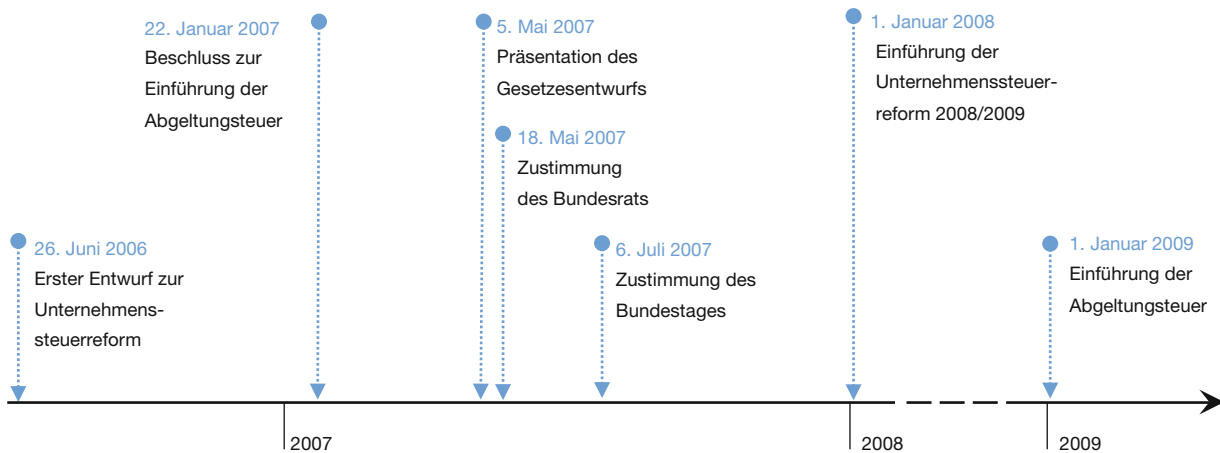 22. Januar 2007
Beschluss zur
Einführung der
Abgeltungsteuer
5. Mai 2007
Präsentation des
Gesetzesentwurfs
1. Januar 2008
Einführung der
Unternehmenssteuer-
reform 2008/2009
18. Mai 2007
Zustimmung
des Bundesrats
26. Juni 2006
Erster Entwurf zur
Unternehmens-
steuerreform
6. Juli 2007
Zustimmung des
Bundestages
1. Januar 2009
Einführung der
Abgeltungsteuer
2007
2008
2009